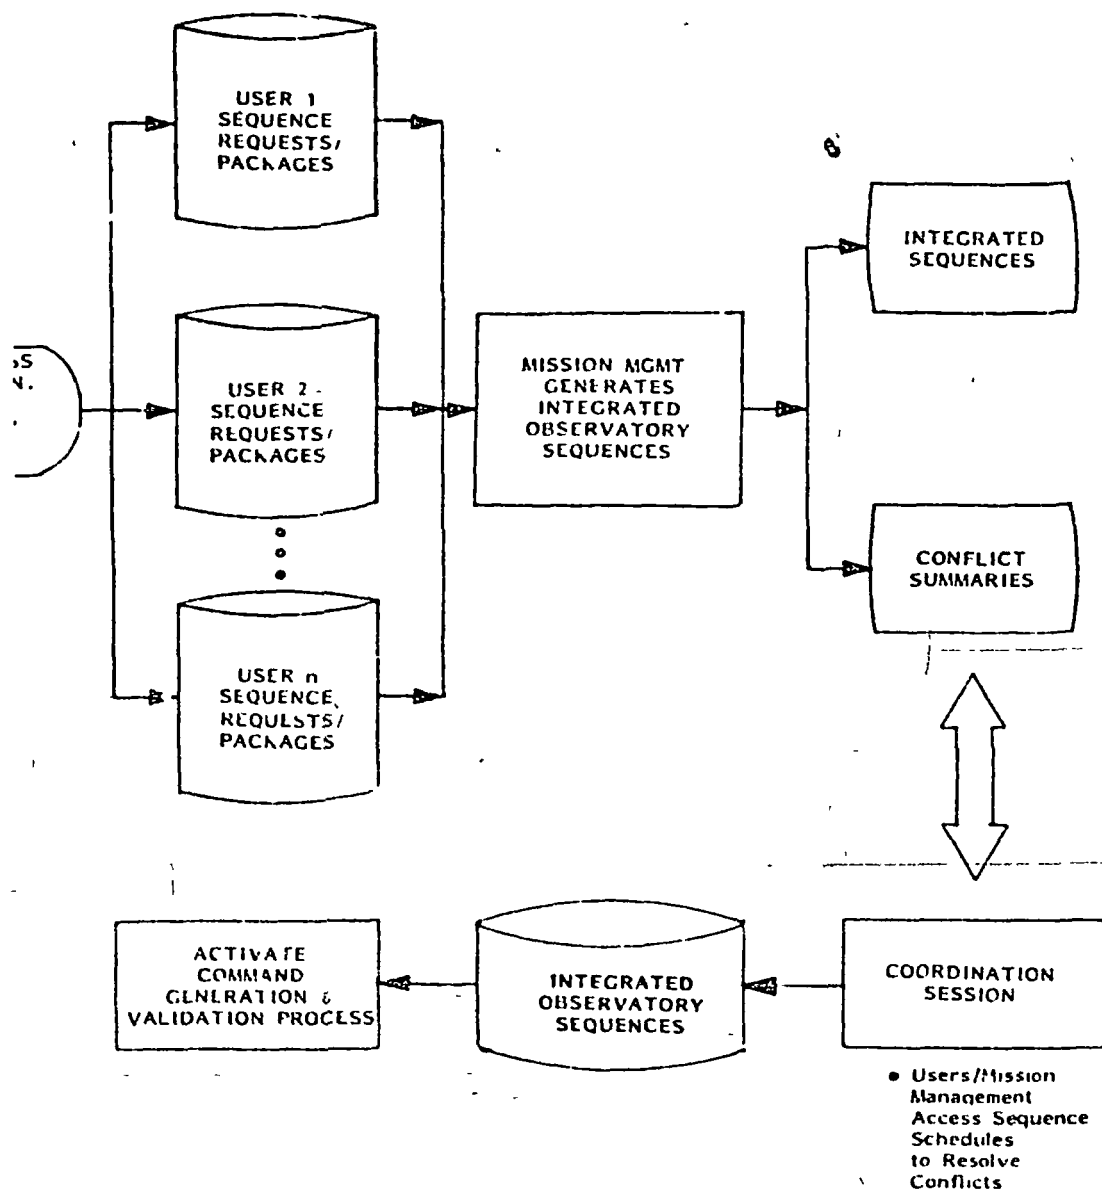 USER 1
SEQUENCE
REQUESTS/
PACKAGES
INTEGRATED
SEQUENCES
N.
USER 2
SEQUENCE
REQUESTS/
PACKAGES
MISSION MGMT
GENERATES
INTEGRATED
OBSERVATORY
SEQUENCES
CONFLICT
SUMMARIES
USER n
SEQUENCE
REQUESTS/
PACKAGES
ACTIVATE
COMMAND
GENERATION &
VALIDATION PROCESS
INTEGRATED
OBSERVATORY
SEQUENCES
COORDINATION
SESSION
• Users/Mission
Management
Access Sequence
Schedules
to Resolve
Conflicts